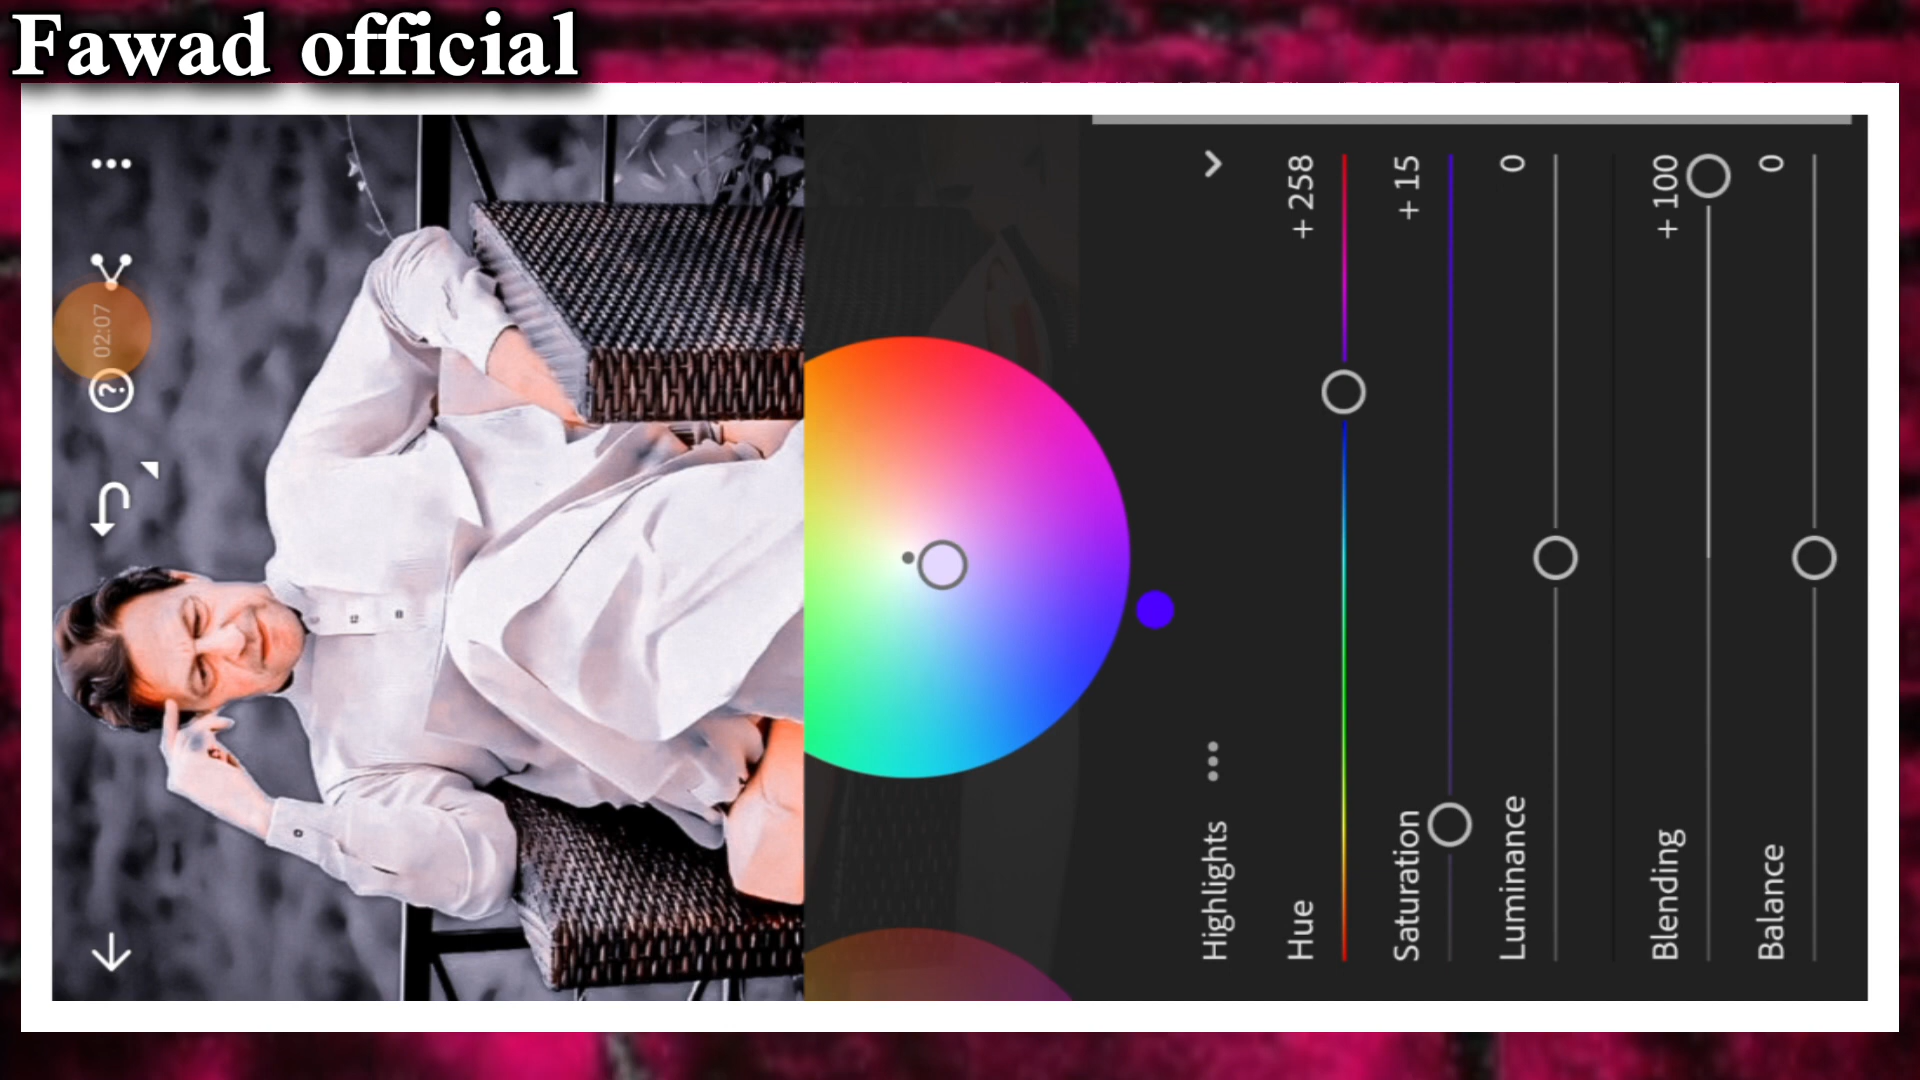 Fawad official
02:07
Highlights
Hue + 258
Saturation + 15
Luminance 0
Blending + 100
Balance 0